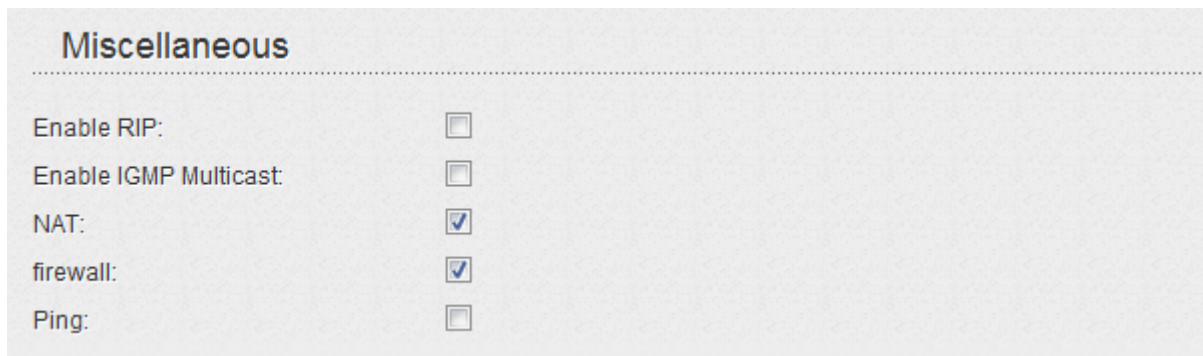 Miscellaneous
Enable RIP:
Enable IGMP Multicast:
NAT:
firewall:
Ping: